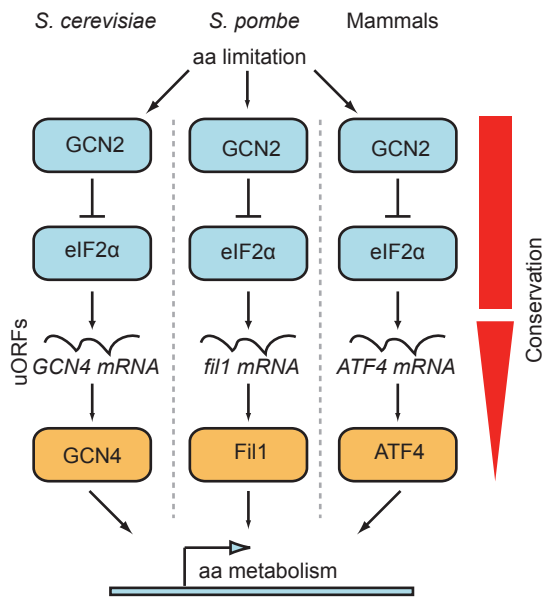 S. cerevisiae S. pombe Mammals
aa limitation
GCN2 GCN2 GCN2
eIF2α eIF2α eIF2α
Conservation
uORFs
GCN4 mRNA fil1 mRNA ATF4 mRNA
GCN4 Fil1 ATF4
aa metabolism